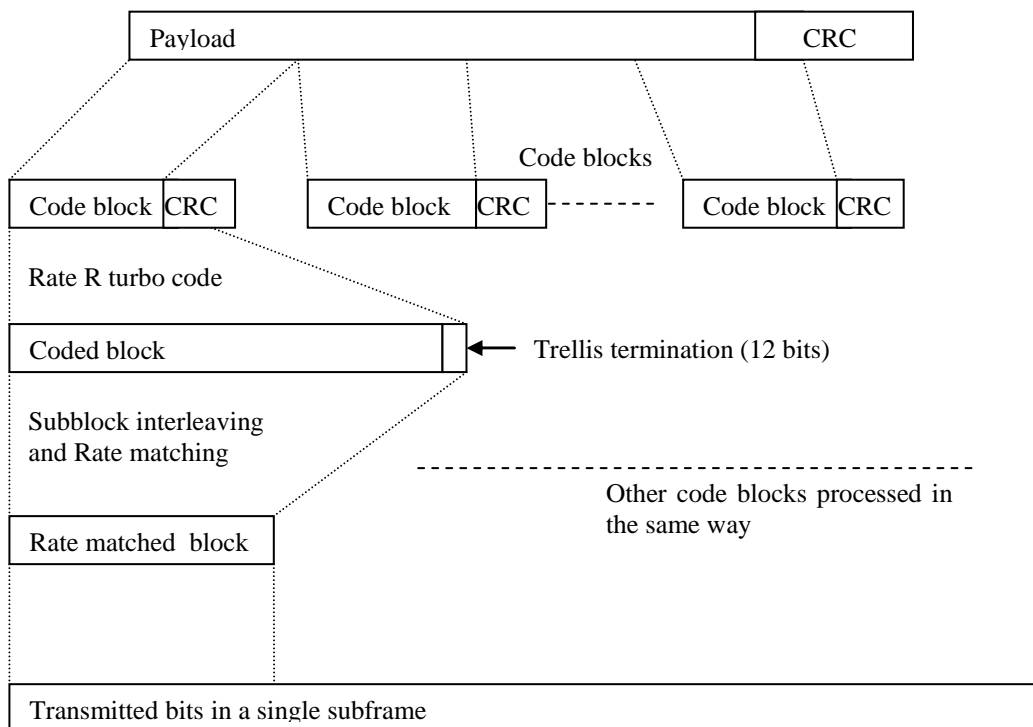 Payload
CRC
Code blocks
Code block
CRC
Code block
CRC
Code block
CRC
Rate R turbo code
Coded block
Trellis termination (12 bits)
Subblock interleaving
and Rate matching
Other code blocks processed in
the same way
Rate matched block
Transmitted bits in a single subframe